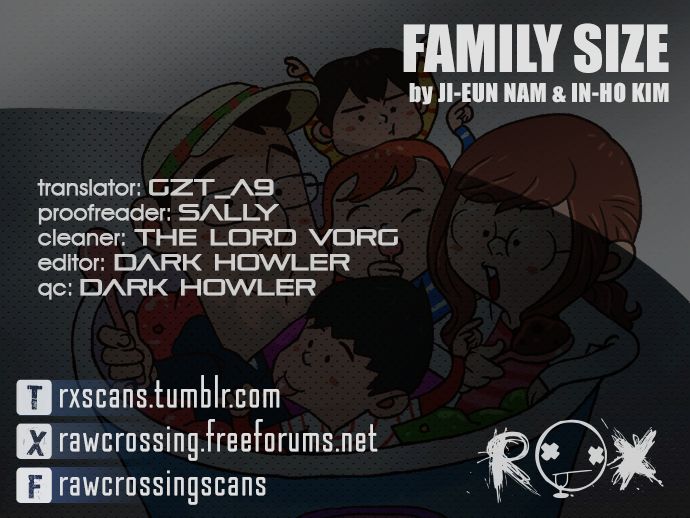 FAMILY SIZE
by JI-EUN NAM & IN-HO KIM
translator: GZT_A9
proofreader: SALLY
cleaner: THE LORD VORG
editor: DARK HOWLER
qc: DARK HOWLER
T rxscans.tumblr.com
X rawcrossing.freeforums.net
F rawcrossingscans
ROX